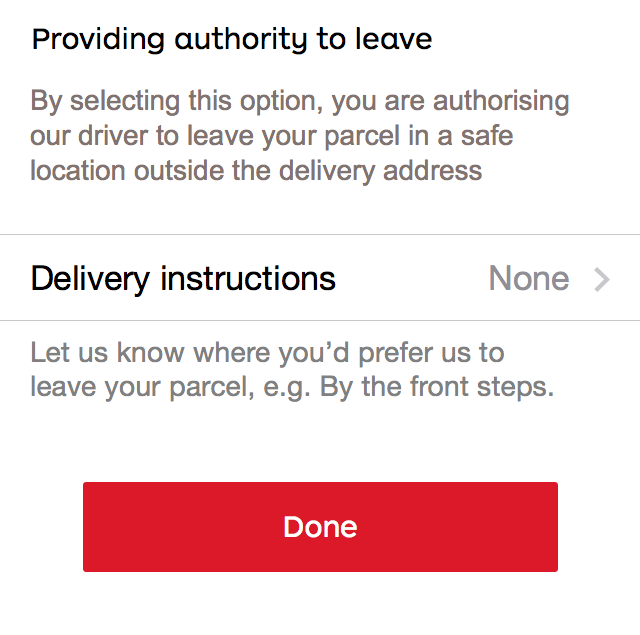 Providing authority to leave
By selecting this option, you are authorising
our driver to leave your parcel in a safe
location outside the delivery address
Delivery instructions None
Let us know where you’d prefer us to
leave your parcel, e.g. By the front steps.
Done